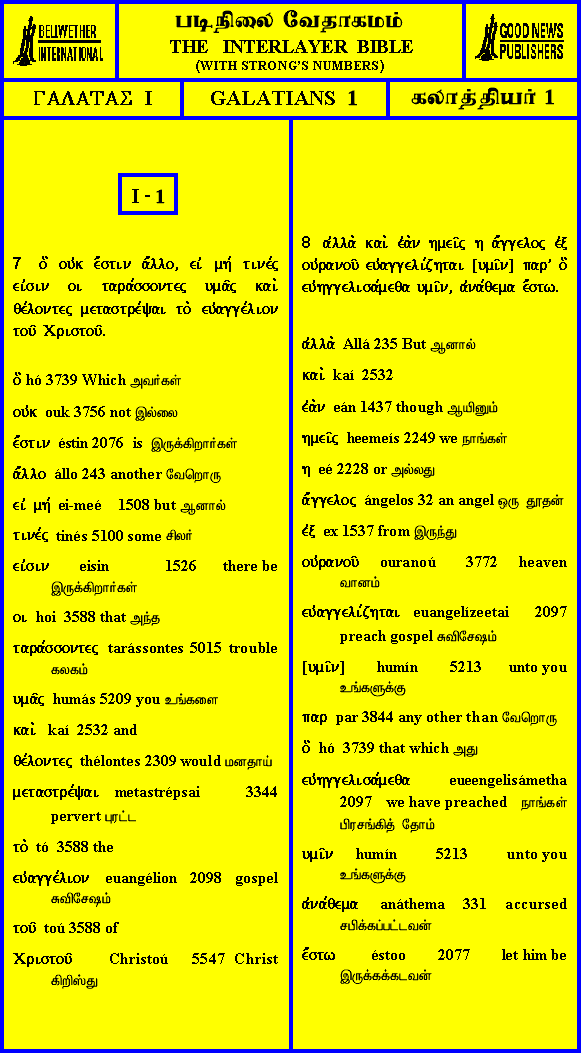 BELLWETHER
INTERNATIONAL
படிநிலை வேதாகமம்
THE INTERLAYER BIBLE
(WITH STRONG'S NUMBERS)
GOOD NEWS
PUBLISHERS
ΓΑΛΑΤΑΣ Ι
GALATIANS 1
கலாத்தியர் 1
I - 1
7 ὅ οὐκ ἔστιν ἄλλο, εἰ μή τινές
εἰσιν οι ταράσσοντες υμᾶς καὶ
θέλοντες μεταστρέψαι τὸ εὐαγγέλιον
τοῦ Χριστοῦ.
ὅ hó 3739 Which அவர்கள்
οὐκ ouk 3756 not இல்லை
ἔστιν éstin 2076 is இருக்கிறார்கள்
ἄλλο állo 243 another வேறொரு
εἰ μή ei-meé 1508 but ஆனால்
τινές tinés 5100 some சிலர்
εἰσιν eisin 1526 there be
இருக்கிறார்கள்
οι hoi 3588 that அந்த
ταράσσοντες tarássontes 5015 trouble
கலகம்
υμᾶς humás 5209 you உங்களை
καὶ kaí 2532 and
θέλοντες thélontes 2309 would மனதாய்
μεταστρέψαι metastrépsai 3344
pervert புரட்ட
τὸ tó 3588 the
εὐαγγέλιον euangélion 2098 gospel
சுவிசேஷம்
τοῦ toú 3588 of
Χριστοῦ Christoú 5547 Christ
கிறிஸ்து
8 ἀλλὰ καὶ ἐὰν ημεῖς η ἄγγελος ἐξ
οὐρανοῦ εὐαγγελίζηται [υμῖν] παρ’ ὅ
εὐηγγελισάμεθα υμῖν, ἀνάθεμα ἔστω.
ἀλλὰ Allá 235 But ஆனால்
καὶ kaí 2532
ἐὰν eán 1437 though ஆயினும்
ημεῖς heemeís 2249 we நாங்கள்
η eé 2228 or அல்லது
ἄγγελος ángelos 32 an angel ஒரு தூதன்
ἐξ ex 1537 from இருந்து
οὐρανοῦ ouranoú 3772 heaven
வானம்
εὐαγγελίζηται euangelízeetai 2097
preach gospel சுவிசேஷம்
[υμῖν] humín 5213 unto you
உங்களுக்கு
παρ par 3844 any other than வேறொரு
ὅ hó 3739 that which அது
εὐηγγελισάμεθα eueengelisámetha
2097 we have preached நாங்கள்
பிரசங்கித் தோம்
υμῖν humín 5213 unto you
உங்களுக்கு
ἀνάθεμα anáthema 331 accursed
சபிக்கப்பட்டவன்
ἔστω éstoo 2077 let him be
இருக்கக்கடவன்